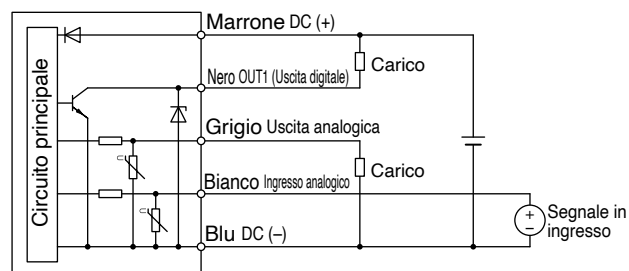 Marrone DC (+)
Carico
Nero OUT1 (Uscita digitale)
Circuito principale
Grigio Uscita analogica
Carico
Bianco Ingresso analogico
Segnale in
ingresso
Blu DC (–)